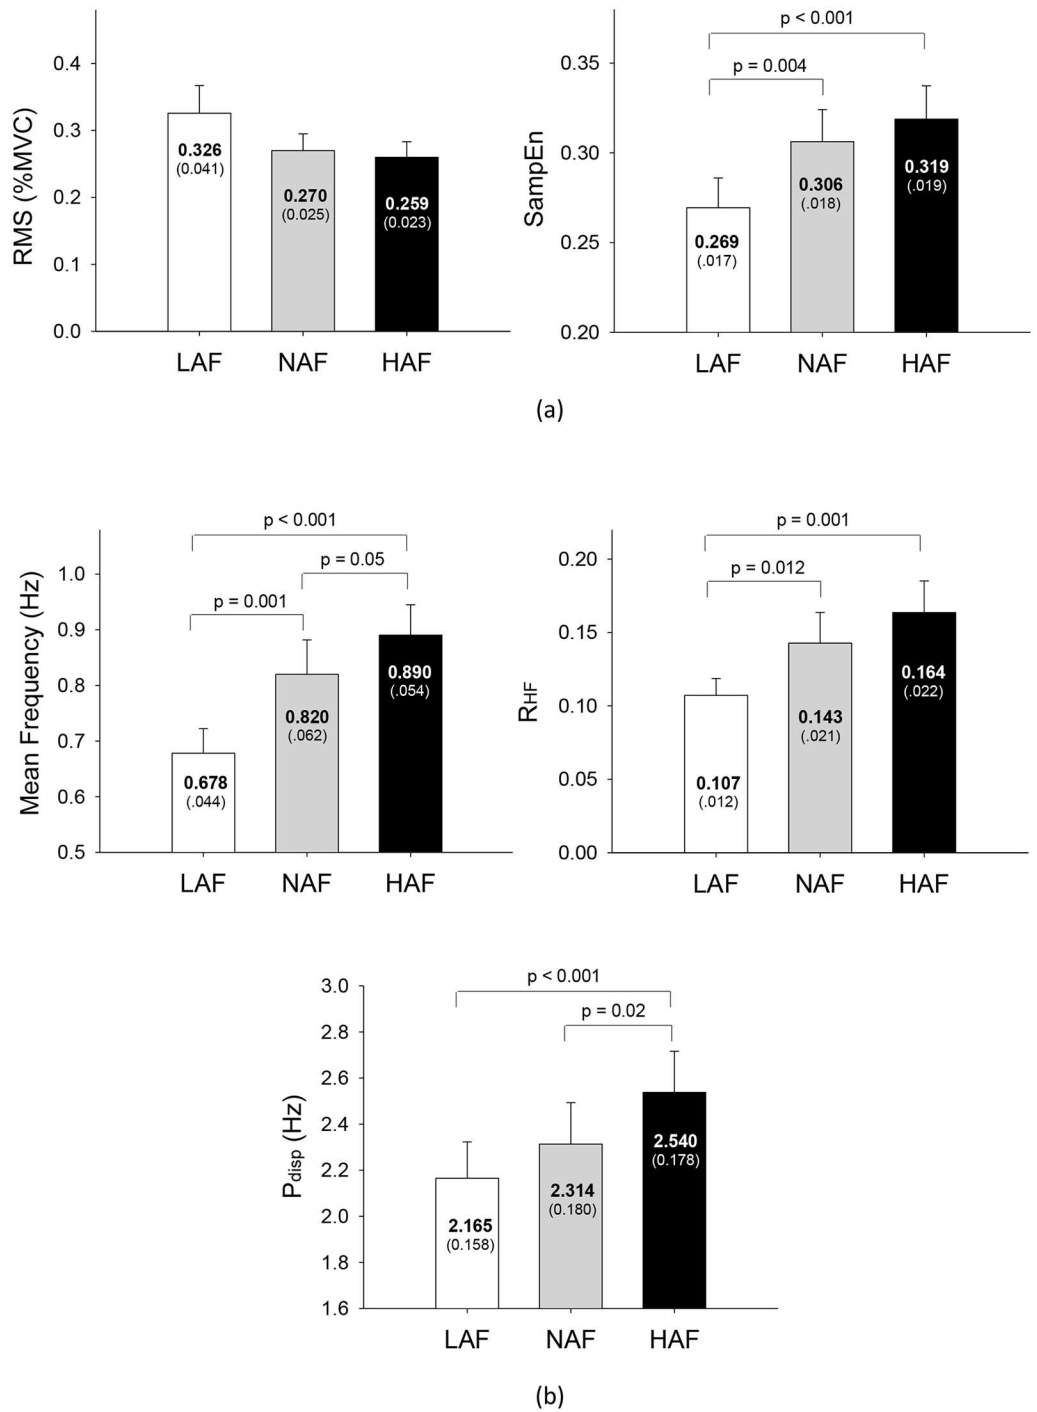 RMS (%MVC)
0.4
0.3
0.2
0.1
0.0
0.326
(0.041)
0.270
(0.025)
0.259
(0.023)
LAF NAF HAF
SampEn
0.35
0.30
0.25
0.20
p < 0.001
p = 0.004
0.269
(.017)
0.306
(.018)
0.319
(.019)
LAF NAF HAF
(a)
Mean Frequency (Hz)
1.0
0.9
0.8
0.7
0.6
0.5
p < 0.001
p = 0.05
p = 0.001
0.678
(.044)
0.820
(.062)
0.890
(.054)
LAF NAF HAF
RHF
0.20
0.15
0.10
0.05
0.00
p = 0.001
p = 0.012
0.107
(.012)
0.143
(.021)
0.164
(.022)
LAF NAF HAF
Pdisp (Hz)
3.0
2.8
2.6
2.4
2.2
2.0
1.8
1.6
p < 0.001
p = 0.02
2.165
(0.158)
2.314
(0.180)
2.540
(0.178)
LAF NAF HAF
(b)